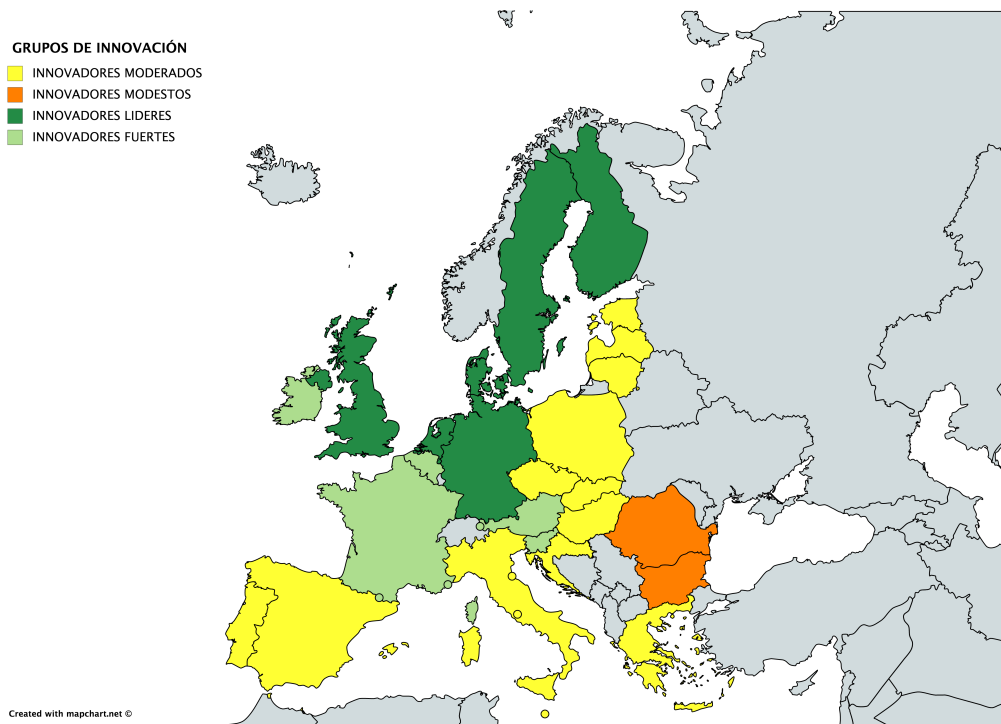 GRUPOS DE INNOVACIÓN
INNOVADORES MODERADOS
INNOVADORES MODESTOS
INNOVADORES LIDERES
INNOVADORES FUERTES
Created with mapchart.net ©